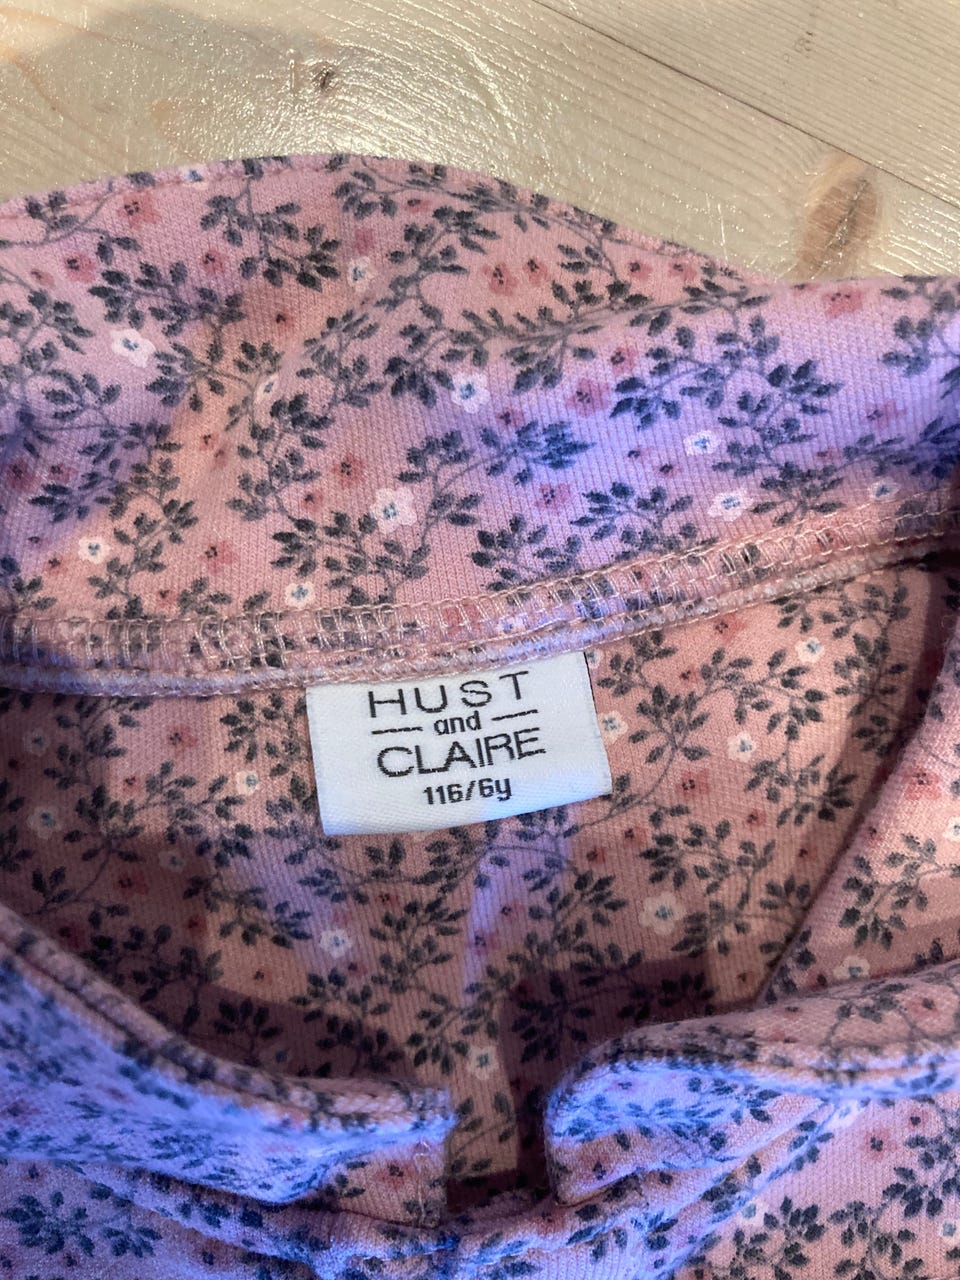 HUST
and
CLAIRE
116/6y